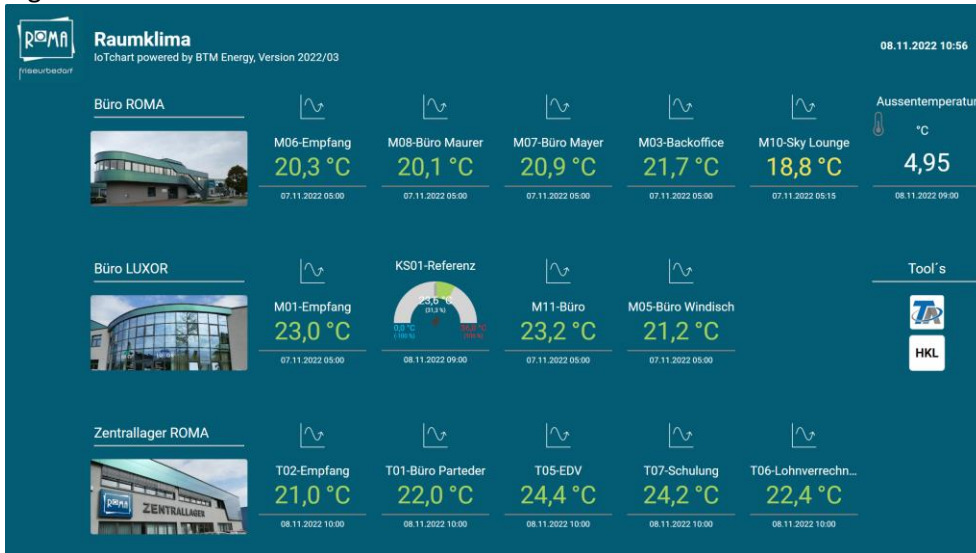 ROMA
friseurbedarf
Raumklima
IoTchart powered by BTM Energy, Version 2022/03
08.11.2022 10:56
Büro ROMA
M06-Empfang
20,3 °C
07.11.2022 05:00
M08-Büro Maurer
20,1 °C
07.11.2022 05:00
M07-Büro Mayer
20,9 °C
07.11.2022 05:00
M03-Backoffice
21,7 °C
07.11.2022 05:00
M10-Sky Lounge
18,8 °C
07.11.2022 05:15
Aussentemperatur
°C
4,95
08.11.2022 09:00
Büro LUXOR
M01-Empfang
23,0 °C
07.11.2022 05:00
KS01-Referenz
23,6 °C
0,0 °C
08.11.2022 09:00
M11-Büro
23,2 °C
07.11.2022 05:00
M05-Büro Windisch
21,2 °C
07.11.2022 05:00
Tool´s
TA
HKL
Zentrallager ROMA
ROMA
ZENTRALLAGER
T02-Empfang
21,0 °C
08.11.2022 10:00
T01-Büro Parteder
22,0 °C
08.11.2022 10:00
T05-EDV
24,4 °C
08.11.2022 10:00
T07-Schulung
24,2 °C
08.11.2022 10:00
T06-Lohnverrechn...
22,4 °C
08.11.2022 10:00